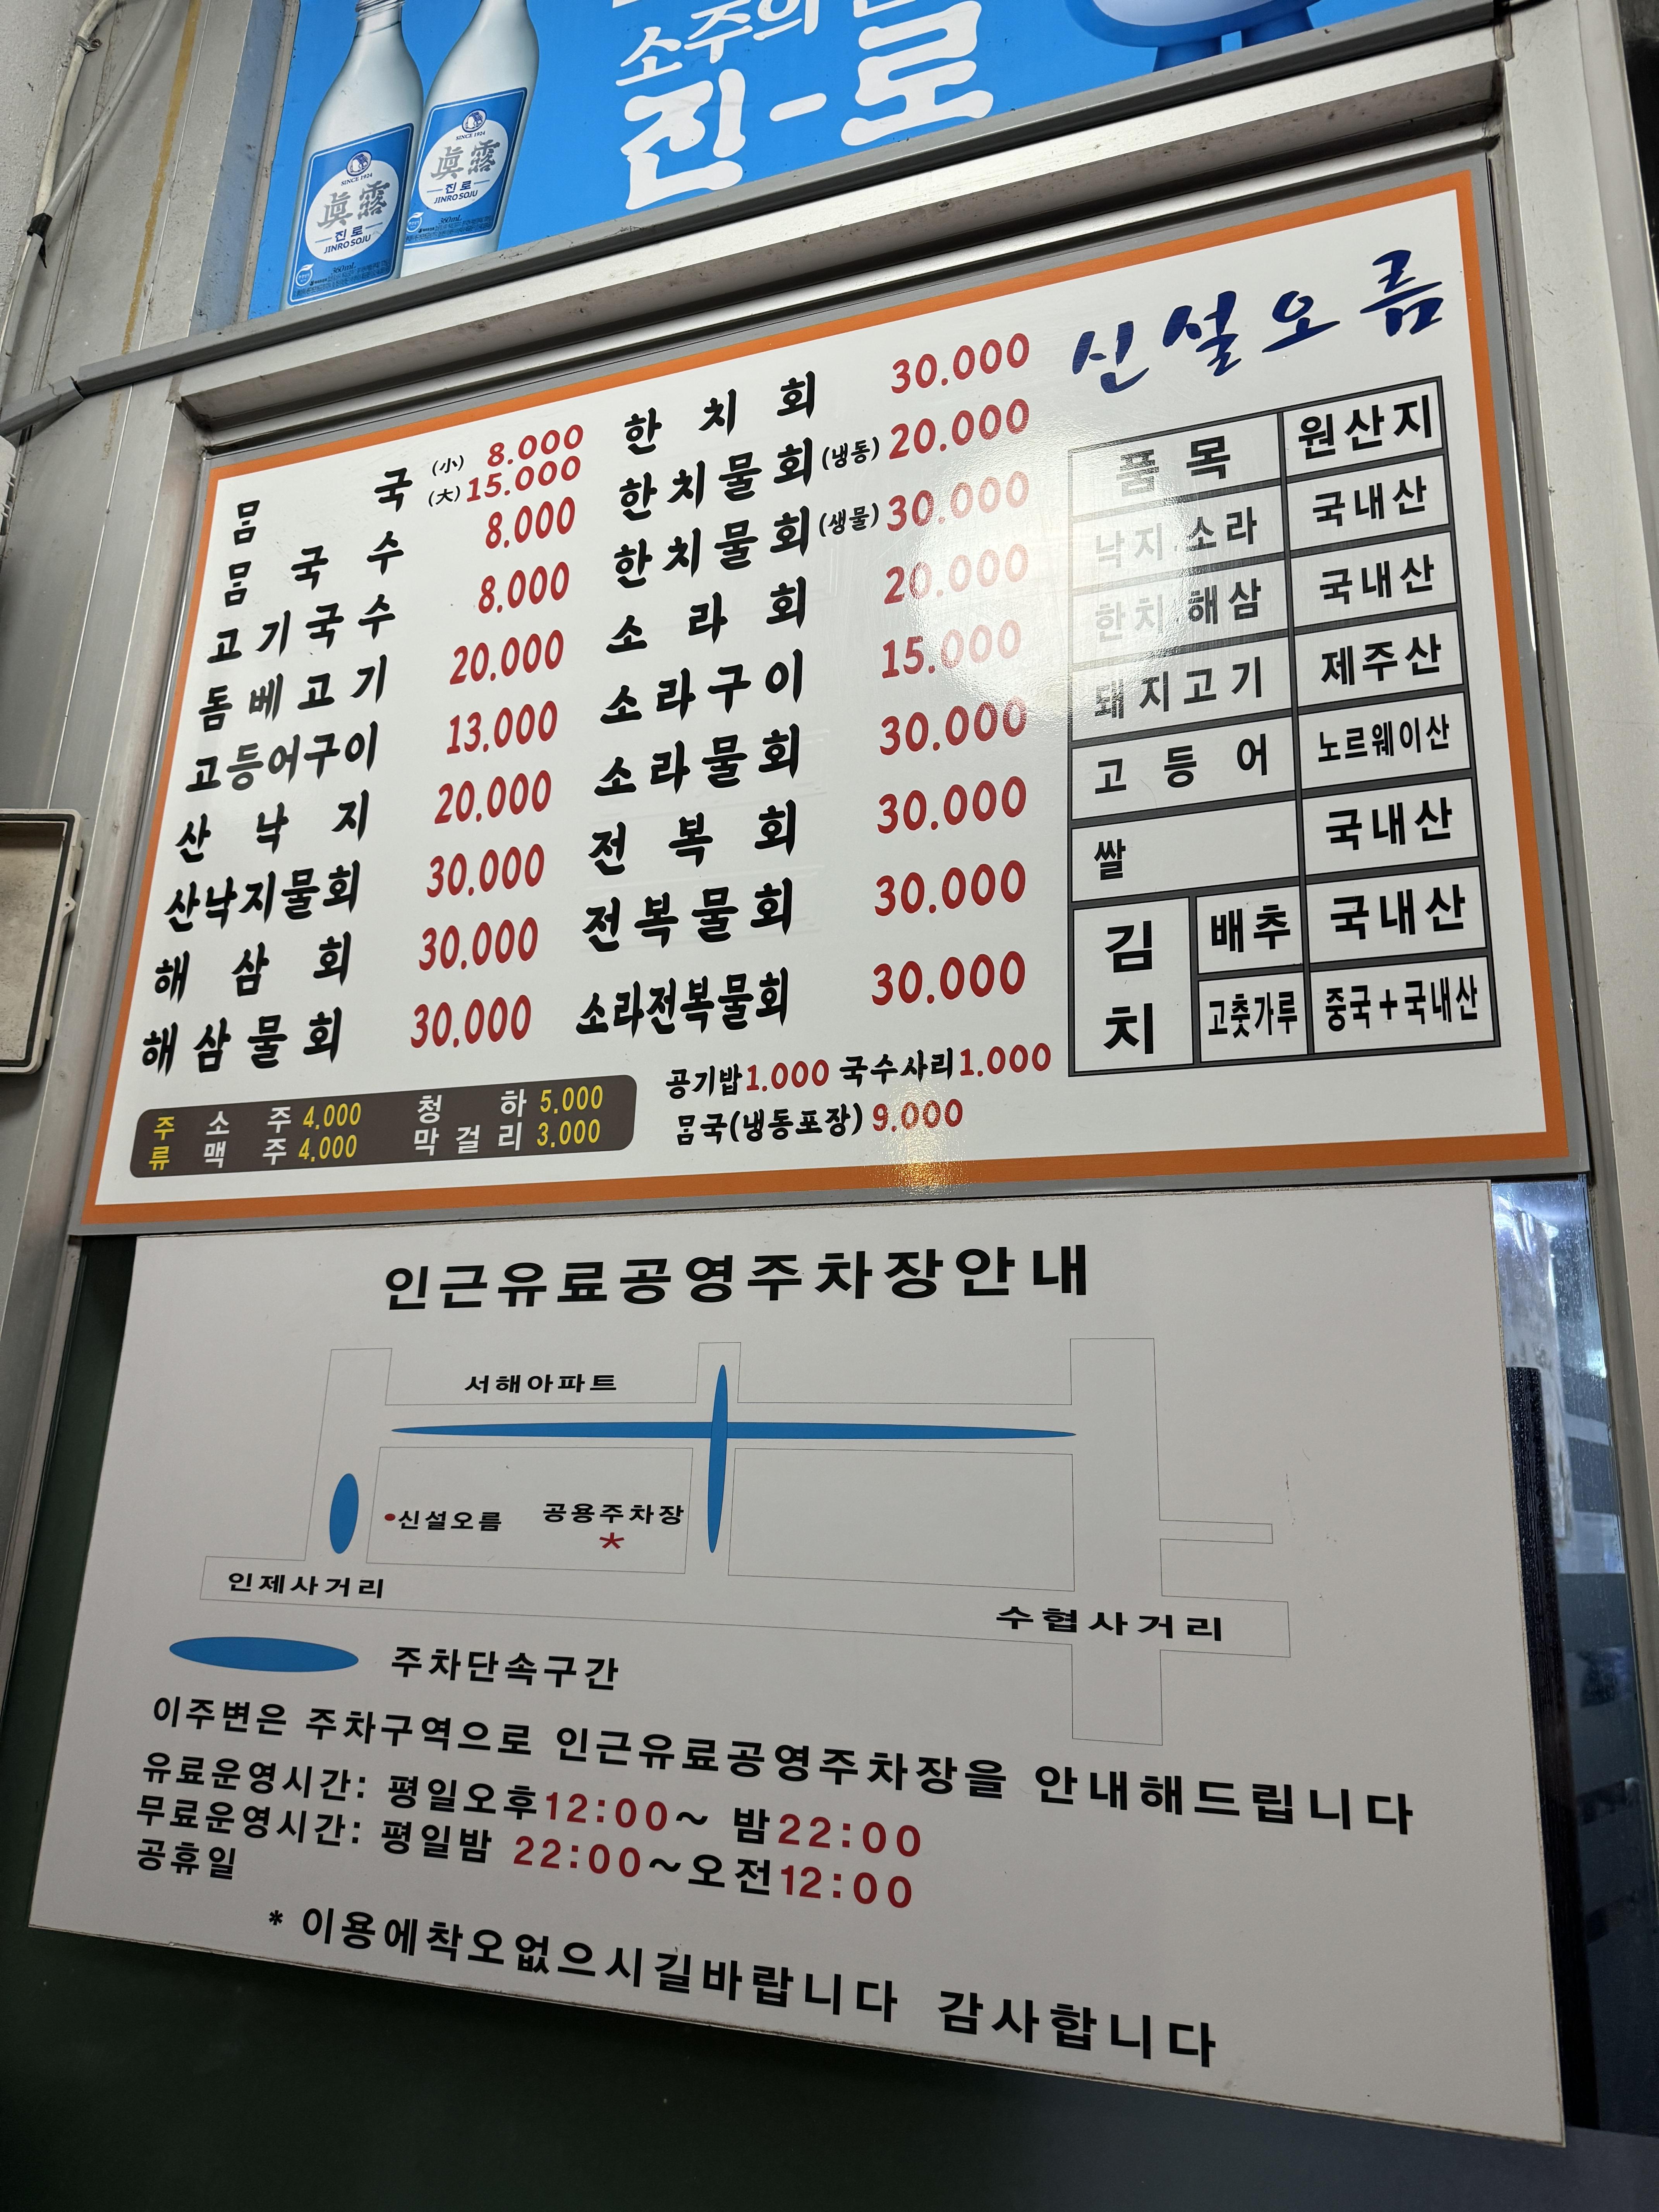 소주의
진-로
SINCE 1924
眞露
진로
JINRO SOJU
360mL
SINCE 1924
眞露
진로
JINRO SOJU
360mL
신설오름
몸국 (小) 8.000
(大) 15.000
몸국수 8.000
고기국수 8.000
돔베고기 20.000
고등어구이 13.000
산낙지 20.000
산낙지물회 30.000
해삼회 30.000
해삼물회 30.000
한치회 30.000
한치물회(냉동) 20.000
한치물회(생물) 30.000
소라회 20.000
소라구이 15.000
소라물회 30.000
전복회 30.000
전복물회 30.000
소라전복물회 30.000
공기밥1.000 국수사리1.000
몸국(냉동포장) 9.000
주류
소주 4.000 청하 5.000
맥주 4.000 막걸리 3.000
품목 원산지
낙지.소라 국내산
한치.해삼 국내산
돼지고기 제주산
고등어 노르웨이산
쌀 국내산
김치 배추 국내산
고춧가루 중국+국내산
인근유료공영주차장안내
서해아파트
신설오름 공용주차장
*
인제사거리
수협사거리
주차단속구간
이주변은 주차구역으로 인근유료공영주차장을 안내해드립니다
유료운영시간: 평일오후12:00~ 밤22:00
무료운영시간: 평일밤 22:00~오전12:00
공휴일
* 이용에착오없으시길바랍니다 감사합니다